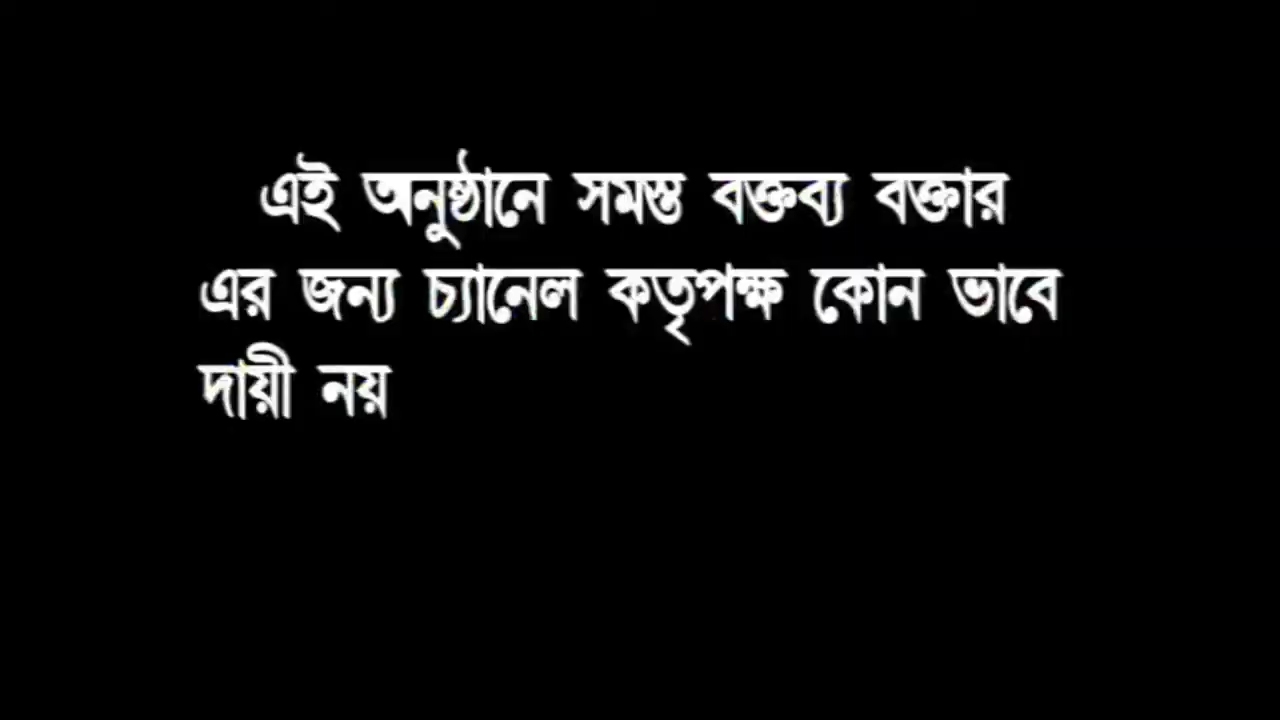 এই অনুষ্ঠানে সমস্ত বক্তব্য বক্তার
এর জন্য চ্যানেল কতৃপক্ষ কোন ভাবে
দায়ী নয়